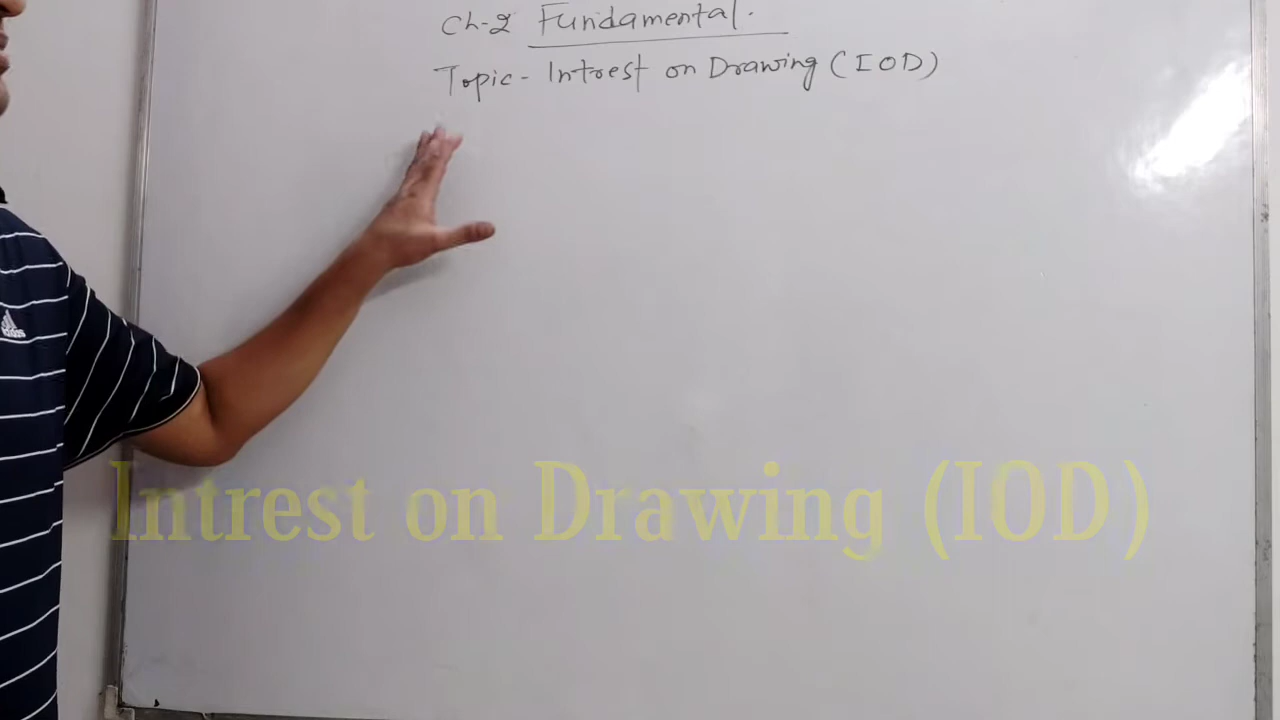 Ch-2 Fundamental.
Topic - Intrest on Drawing (IOD)
Intrest on Drawing (IOD)